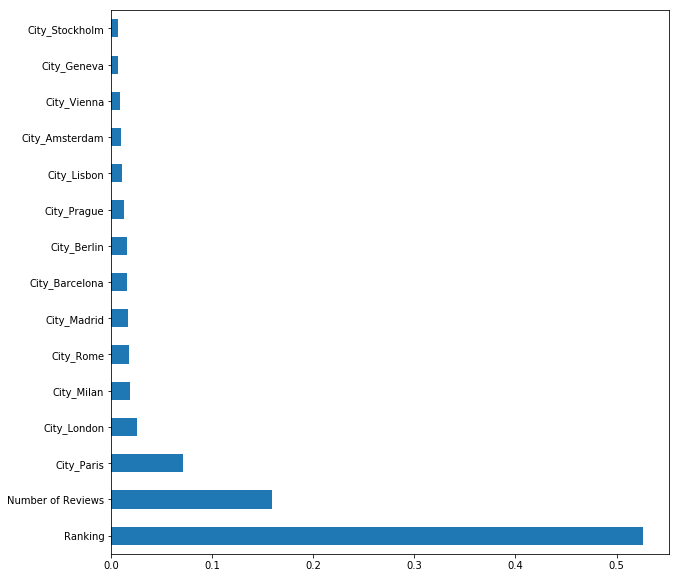 City_Stockholm
City_Geneva
City_Vienna
City_Amsterdam
City_Lisbon
City_Prague
City_Berlin
City_Barcelona
City_Madrid
City_Rome
City_Milan
City_London
City_Paris
Number of Reviews
Ranking
0.0 0.1 0.2 0.3 0.4 0.5